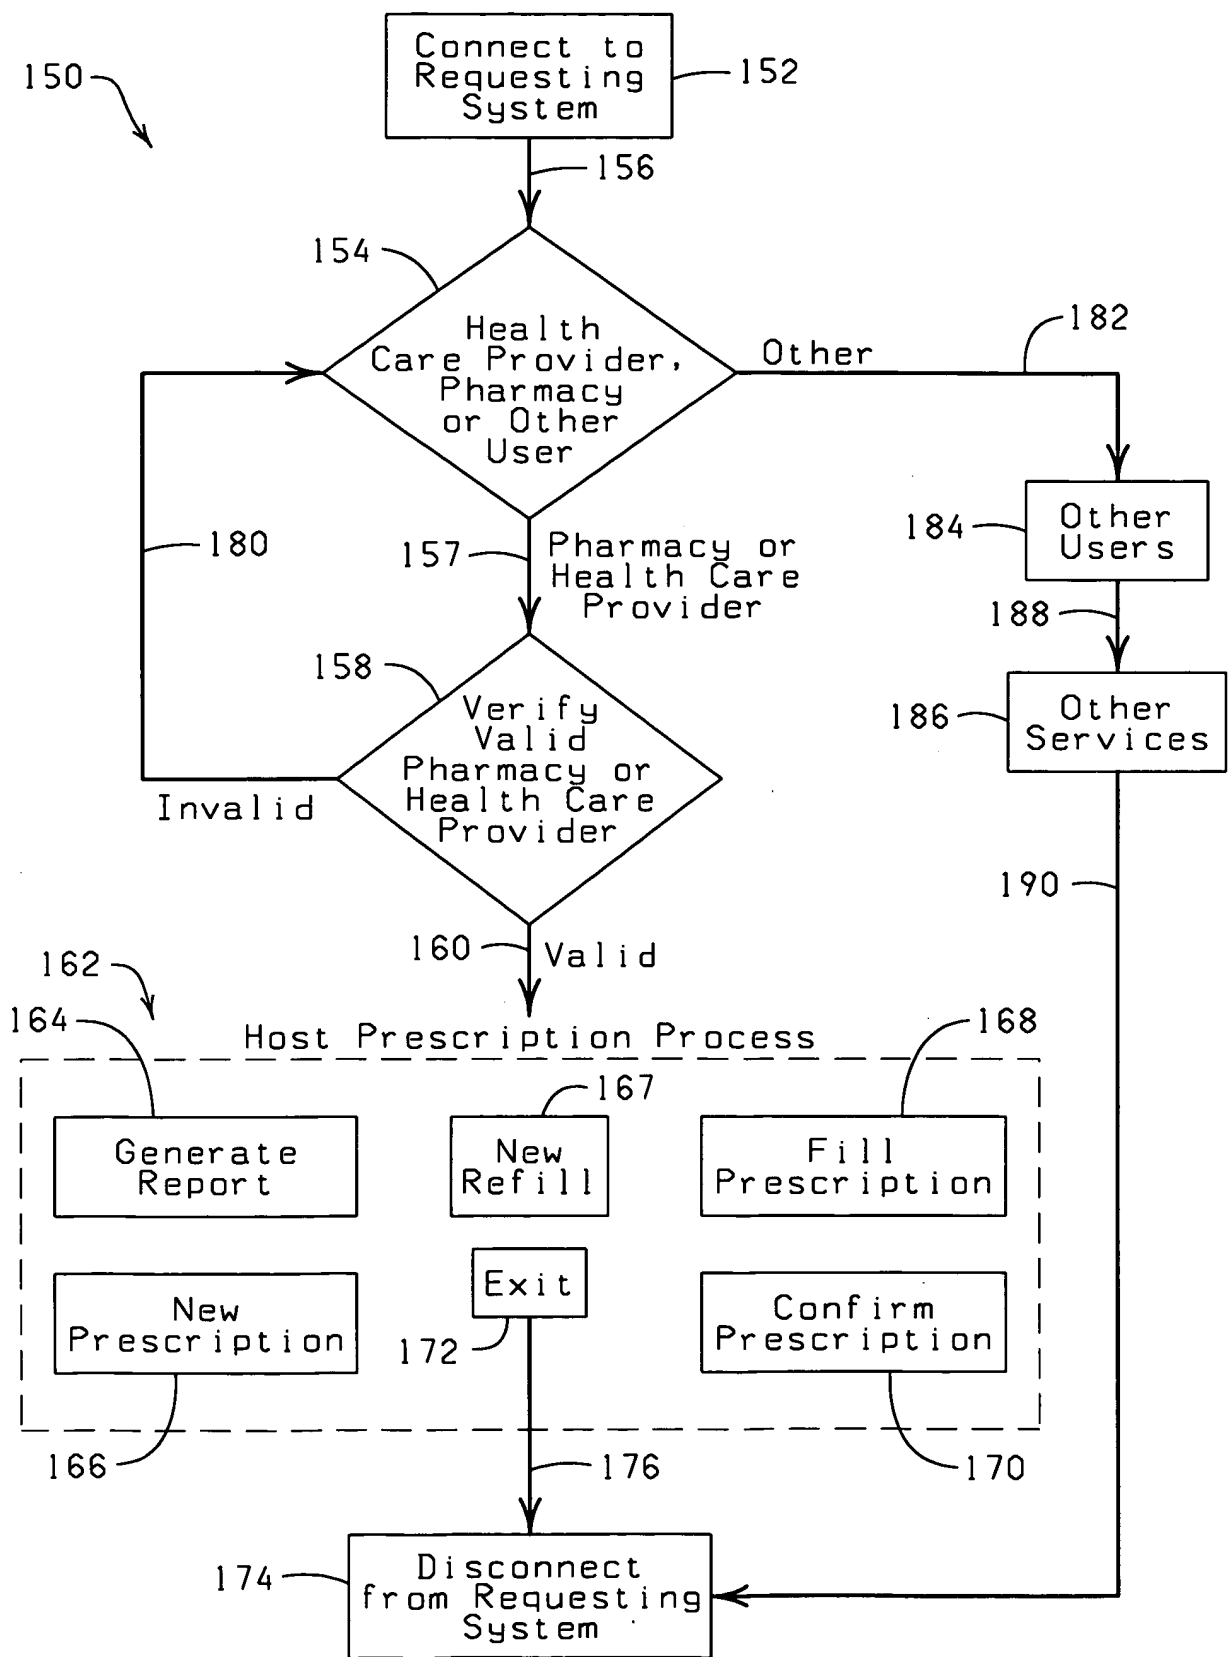 Connect to
Requesting
System
152
150
156
154
182
Health
Care Provider,
Pharmacy
or Other
User
Other
180
157
Pharmacy or
Health Care
Provider
184
Other
Users
188
158
Verify
Valid
Pharmacy or
Health Care
Provider
Invalid
186
Other
Services
190
160
Valid
162
164
Host Prescription Process
168
167
Generate
Report
New
Refill
Fill
Prescription
New
Prescription
Exit
Confirm
Prescription
172
166
176
170
174
Disconnect
from Requesting
System